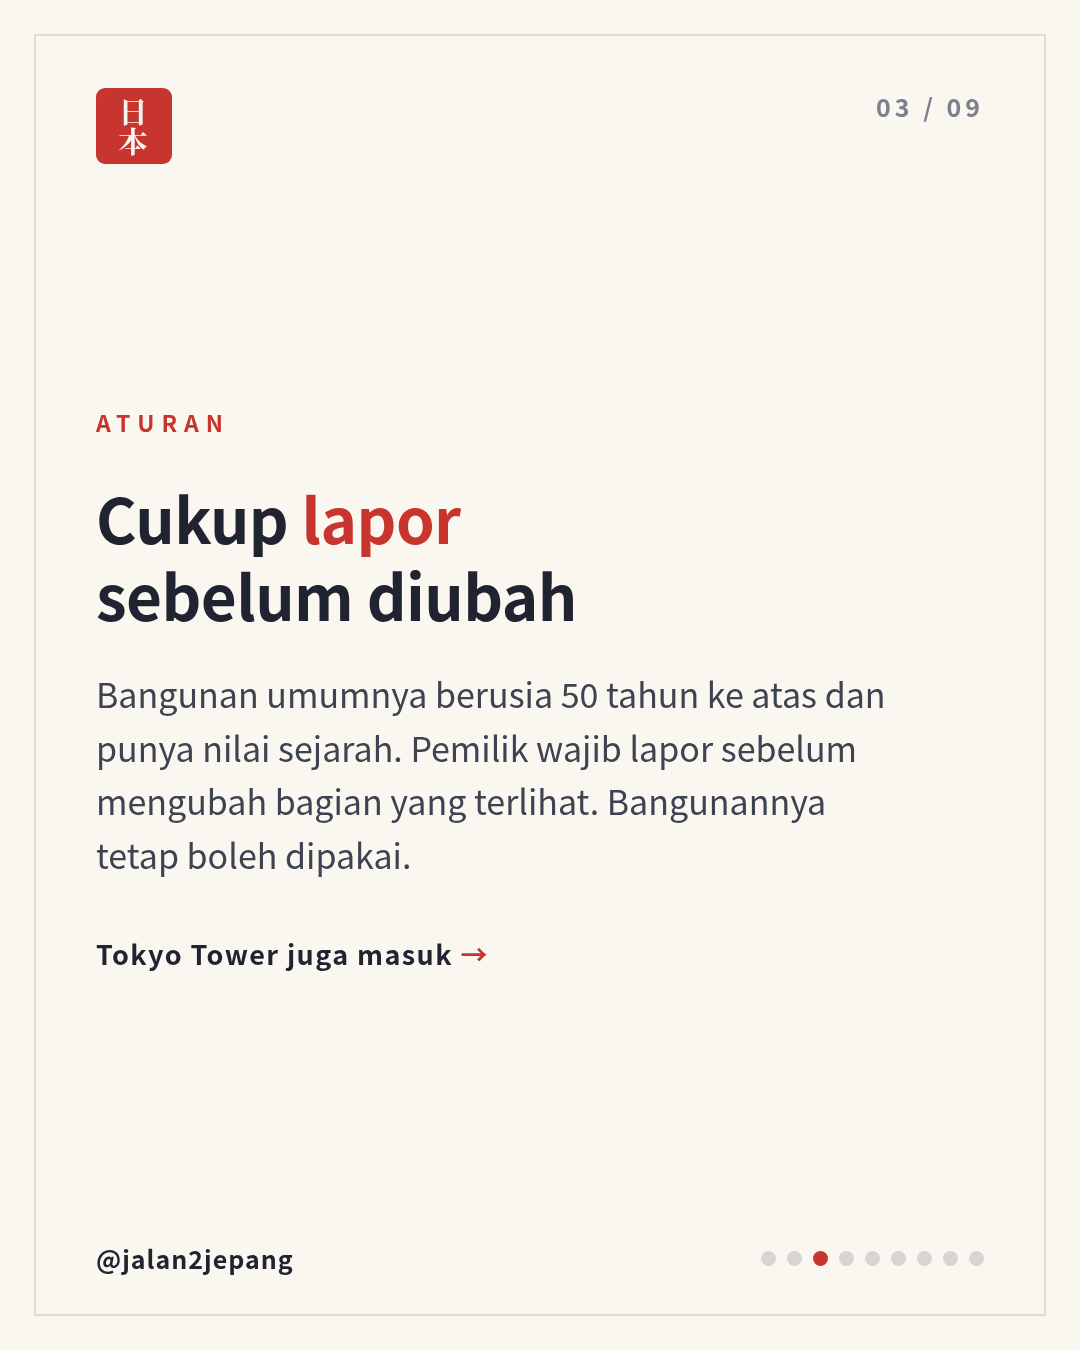 日
本
03 / 09
ATURAN
Cukup lapor
sebelum diubah
Bangunan umumnya berusia 50 tahun ke atas dan
punya nilai sejarah. Pemilik wajib lapor sebelum
mengubah bagian yang terlihat. Bangunannya
tetap boleh dipakai.
Tokyo Tower juga masuk →
@jalan2jepang